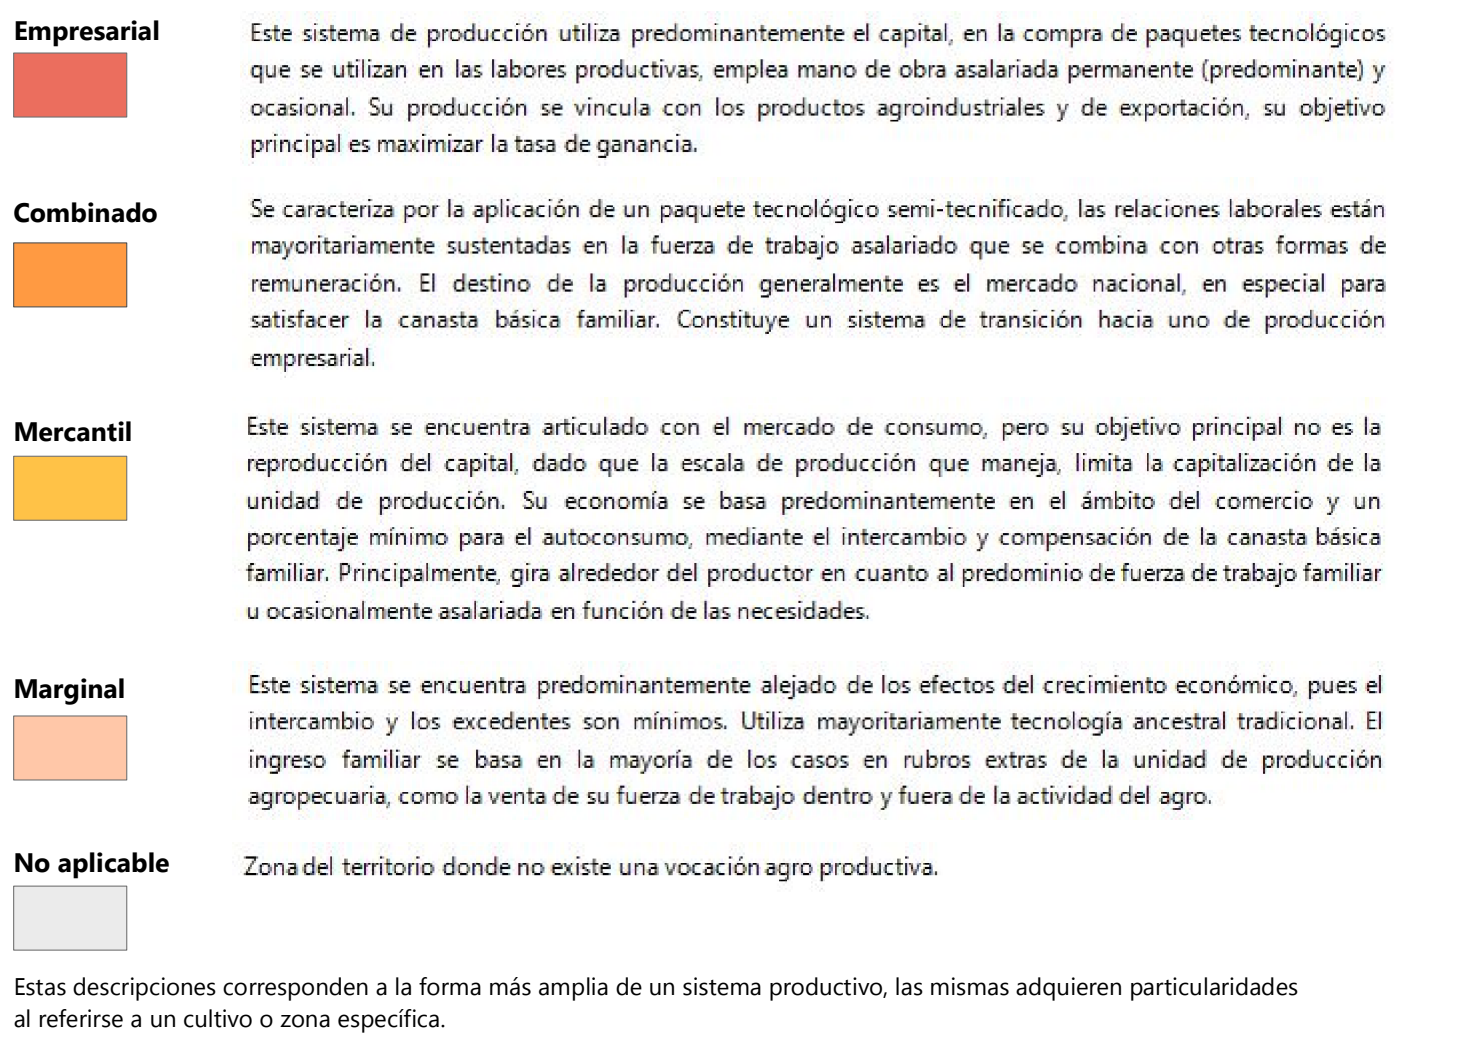 Empresarial
Este sistema de producción utiliza predominantemente el capital, en la compra de paquetes tecnológicos
que se utilizan en las labores productivas, emplea mano de obra asalariada permanente (predominante) y
ocasional. Su producción se vincula con los productos agroindustriales y de exportación, su objetivo
principal es maximizar la tasa de ganancia.
Combinado
Se caracteriza por la aplicación de un paquete tecnológico semi-tecnificado, las relaciones laborales están
mayoritariamente sustentadas en la fuerza de trabajo asalariado que se combina con otras formas de
remuneración. El destino de la producción generalmente es el mercado nacional, en especial para
satisfacer la canasta básica familiar. Constituye un sistema de transición hacia uno de producción
empresarial.
Mercantil
Este sistema se encuentra articulado con el mercado de consumo, pero su objetivo principal no es la
reproducción del capital, dado que la escala de producción que maneja, limita la capitalización de la
unidad de producción. Su economía se basa predominantemente en el ámbito del comercio y un
porcentaje mínimo para el autoconsumo, mediante el intercambio y compensación de la canasta básica
familiar. Principalmente, gira alrededor del productor en cuanto al predominio de fuerza de trabajo familiar
u ocasionalmente asalariada en función de las necesidades.
Marginal
Este sistema se encuentra predominantemente alejado de los efectos del crecimiento económico, pues el
intercambio y los excedentes son mínimos. Utiliza mayoritariamente tecnología ancestral tradicional. El
ingreso familiar se basa en la mayoría de los casos en rubros extras de la unidad de producción
agropecuaria, como la venta de su fuerza de trabajo dentro y fuera de la actividad del agro.
No aplicable
Zona del territorio donde no existe una vocación agro productiva.
Estas descripciones corresponden a la forma más amplia de un sistema productivo, las mismas adquieren particularidades
al referirse a un cultivo o zona específica.